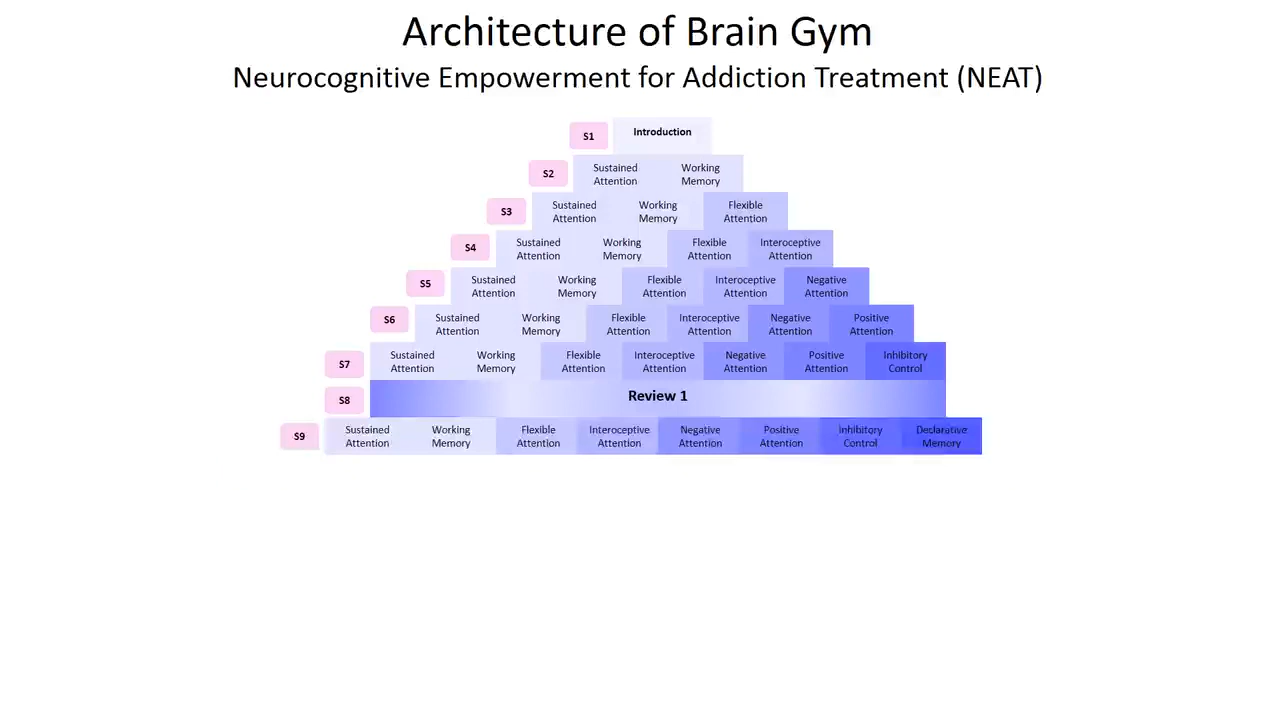 Architecture of Brain Gym
Neurocognitive Empowerment for Addiction Treatment (NEAT)
S1 Introduction
S2 Sustained Attention Working Memory
S3 Sustained Attention Working Memory Flexible Attention
S4 Sustained Attention Working Memory Flexible Attention Interoceptive Attention
S5 Sustained Attention Working Memory Flexible Attention Interoceptive Attention Negative Attention
S6 Sustained Attention Working Memory Flexible Attention Interoceptive Attention Negative Attention Positive Attention
S7 Sustained Attention Working Memory Flexible Attention Interoceptive Attention Negative Attention Positive Attention Inhibitory Control
S8 Review 1
S9 Sustained Attention Working Memory Flexible Attention Interoceptive Attention Negative Attention Positive Attention Inhibitory Control Declarative Memory